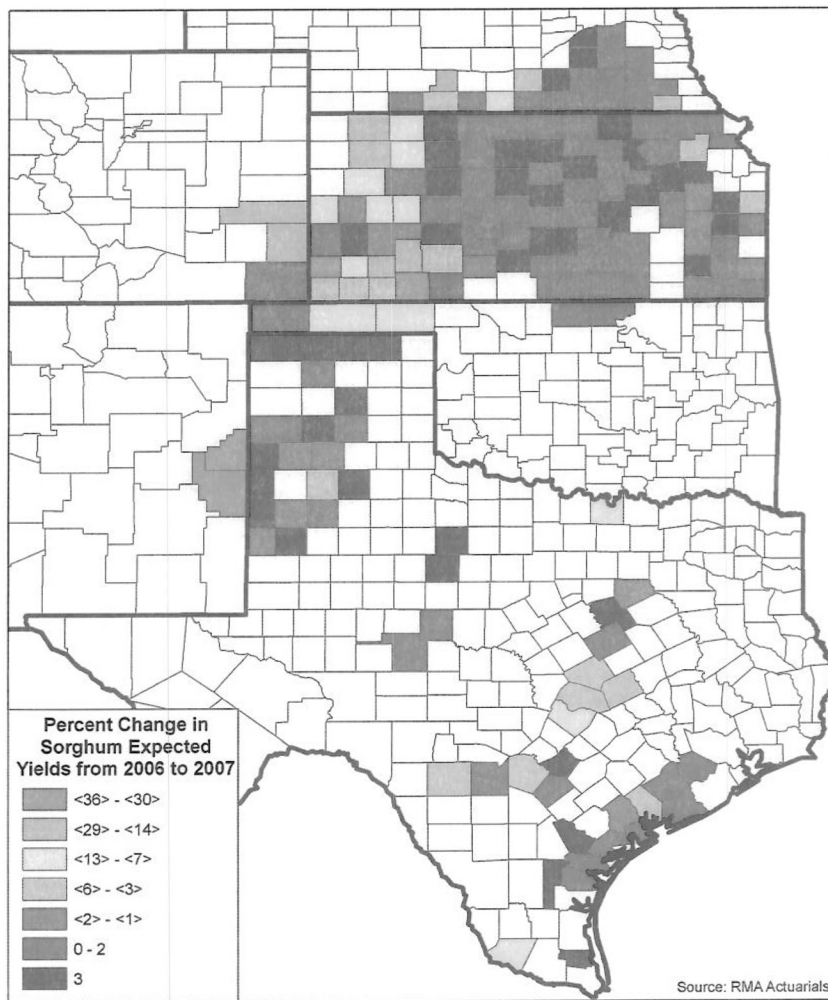 Percent Change in
Sorghum Expected
Yields from 2006 to 2007
<36> - <30>
<29> - <14>
<13> - <7>
<6> - <3>
<2> - <1>
0 - 2
3
Source: RMA Actuarials